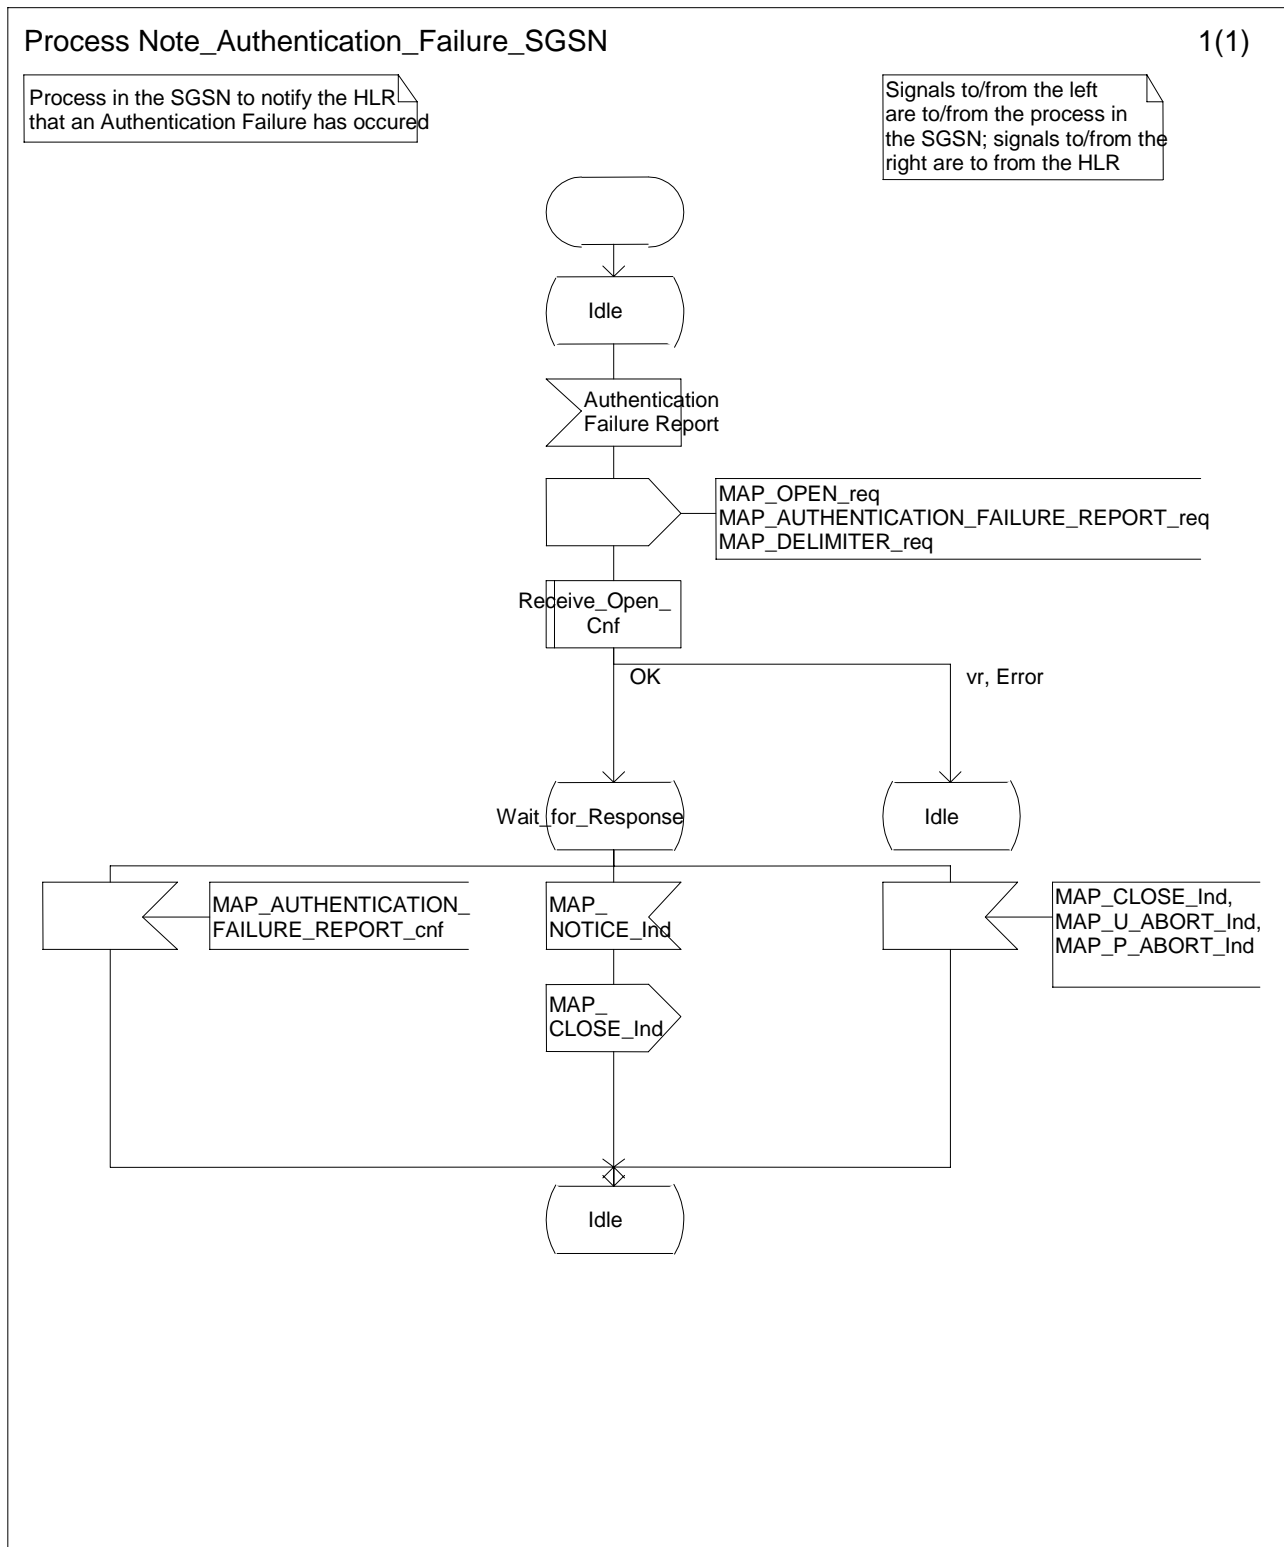 Process Note_Authentication_Failure_SGSN
1(1)
Process in the SGSN to notify the HLR
that an Authentication Failure has occured
Signals to/from the left
are to/from the process in
the SGSN; signals to/from the
right are to from the HLR
Idle
Authentication
Failure Report
MAP_OPEN_req
MAP_AUTHENTICATION_FAILURE_REPORT_req
MAP_DELIMITER_req
Receive_Open_
Cnf
OK
vr, Error
Wait_for_Response
Idle
MAP_AUTHENTICATION_
FAILURE_REPORT_cnf
MAP_
NOTICE_Ind
MAP_CLOSE_Ind,
MAP_U_ABORT_Ind,
MAP_P_ABORT_Ind
MAP_
CLOSE_Ind
Idle